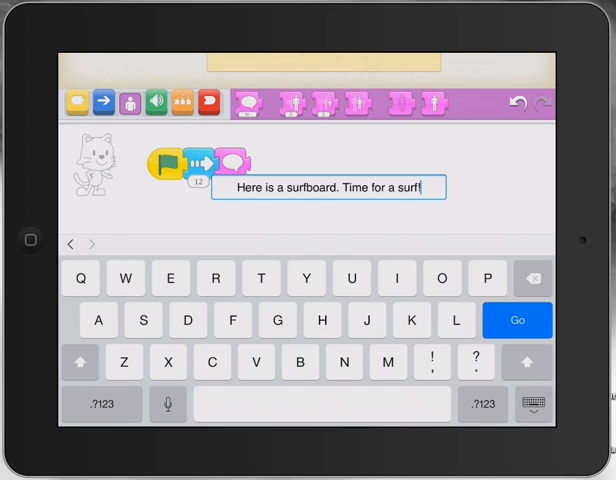 12
Here is a surfboard. Time for a surf!
Q W E R T Y U I O P
A S D F G H J K L Go
Z X C V B N M ! , ? .
.?123 .?123